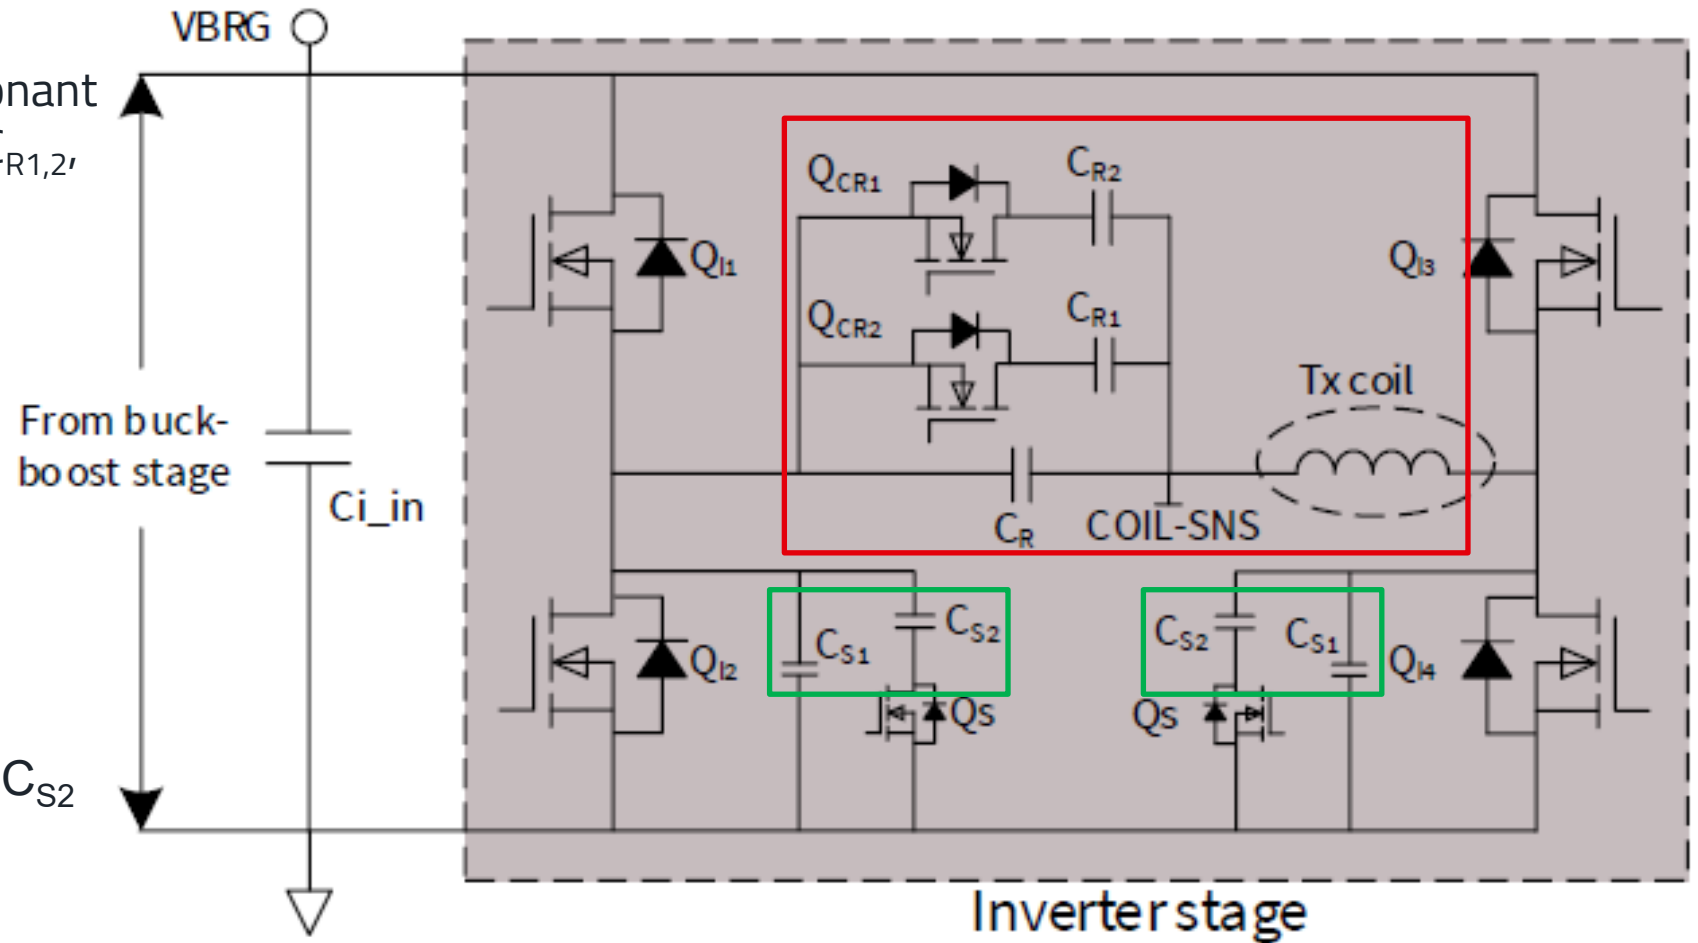 VBRG
onant
R1,2,
QCR1
CR2
QI1
QI3
QCR2
CR1
Tx coil
From buck-
boost stage
Ci_in
CR
COIL-SNS
CS2
CS1
CS2
CS1
QI2
QI4
Qs
Qs
CS2
Inverter stage